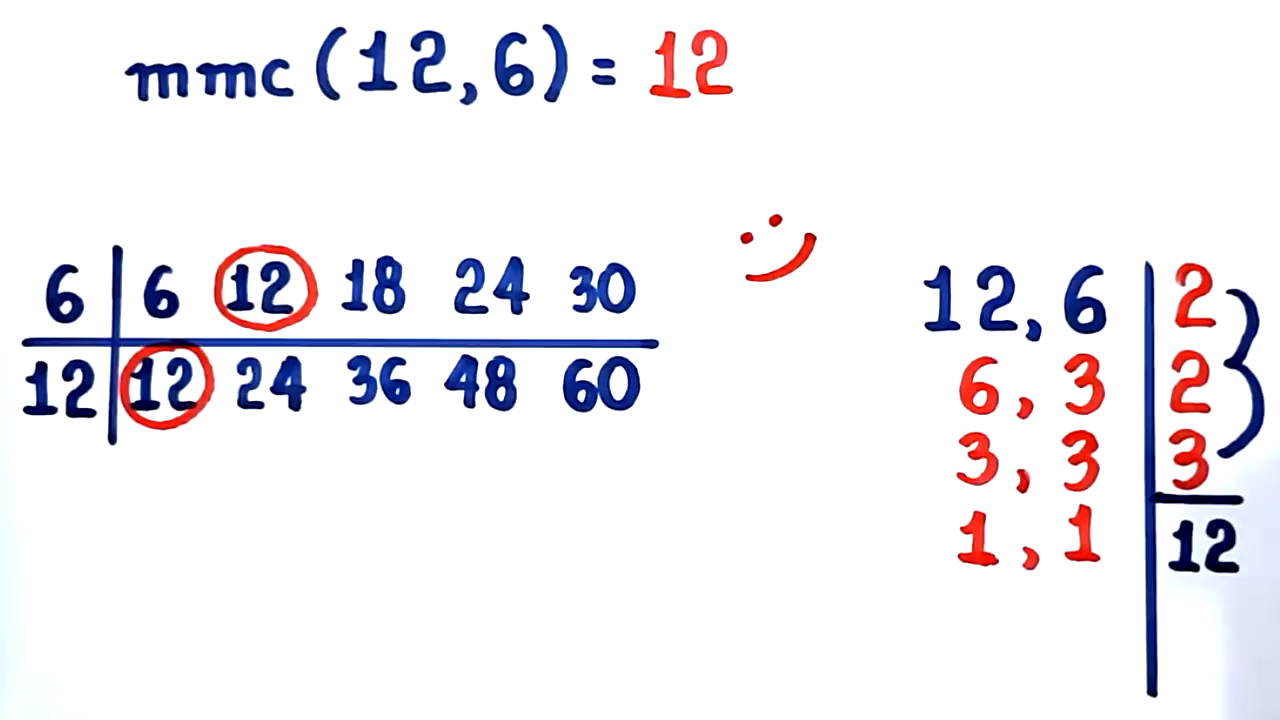 mmc (12,6) = 12
6 6 12 18 24 30
12 12 24 36 48 60
12, 6 2
6, 3 2
3, 3 3
1, 1 12